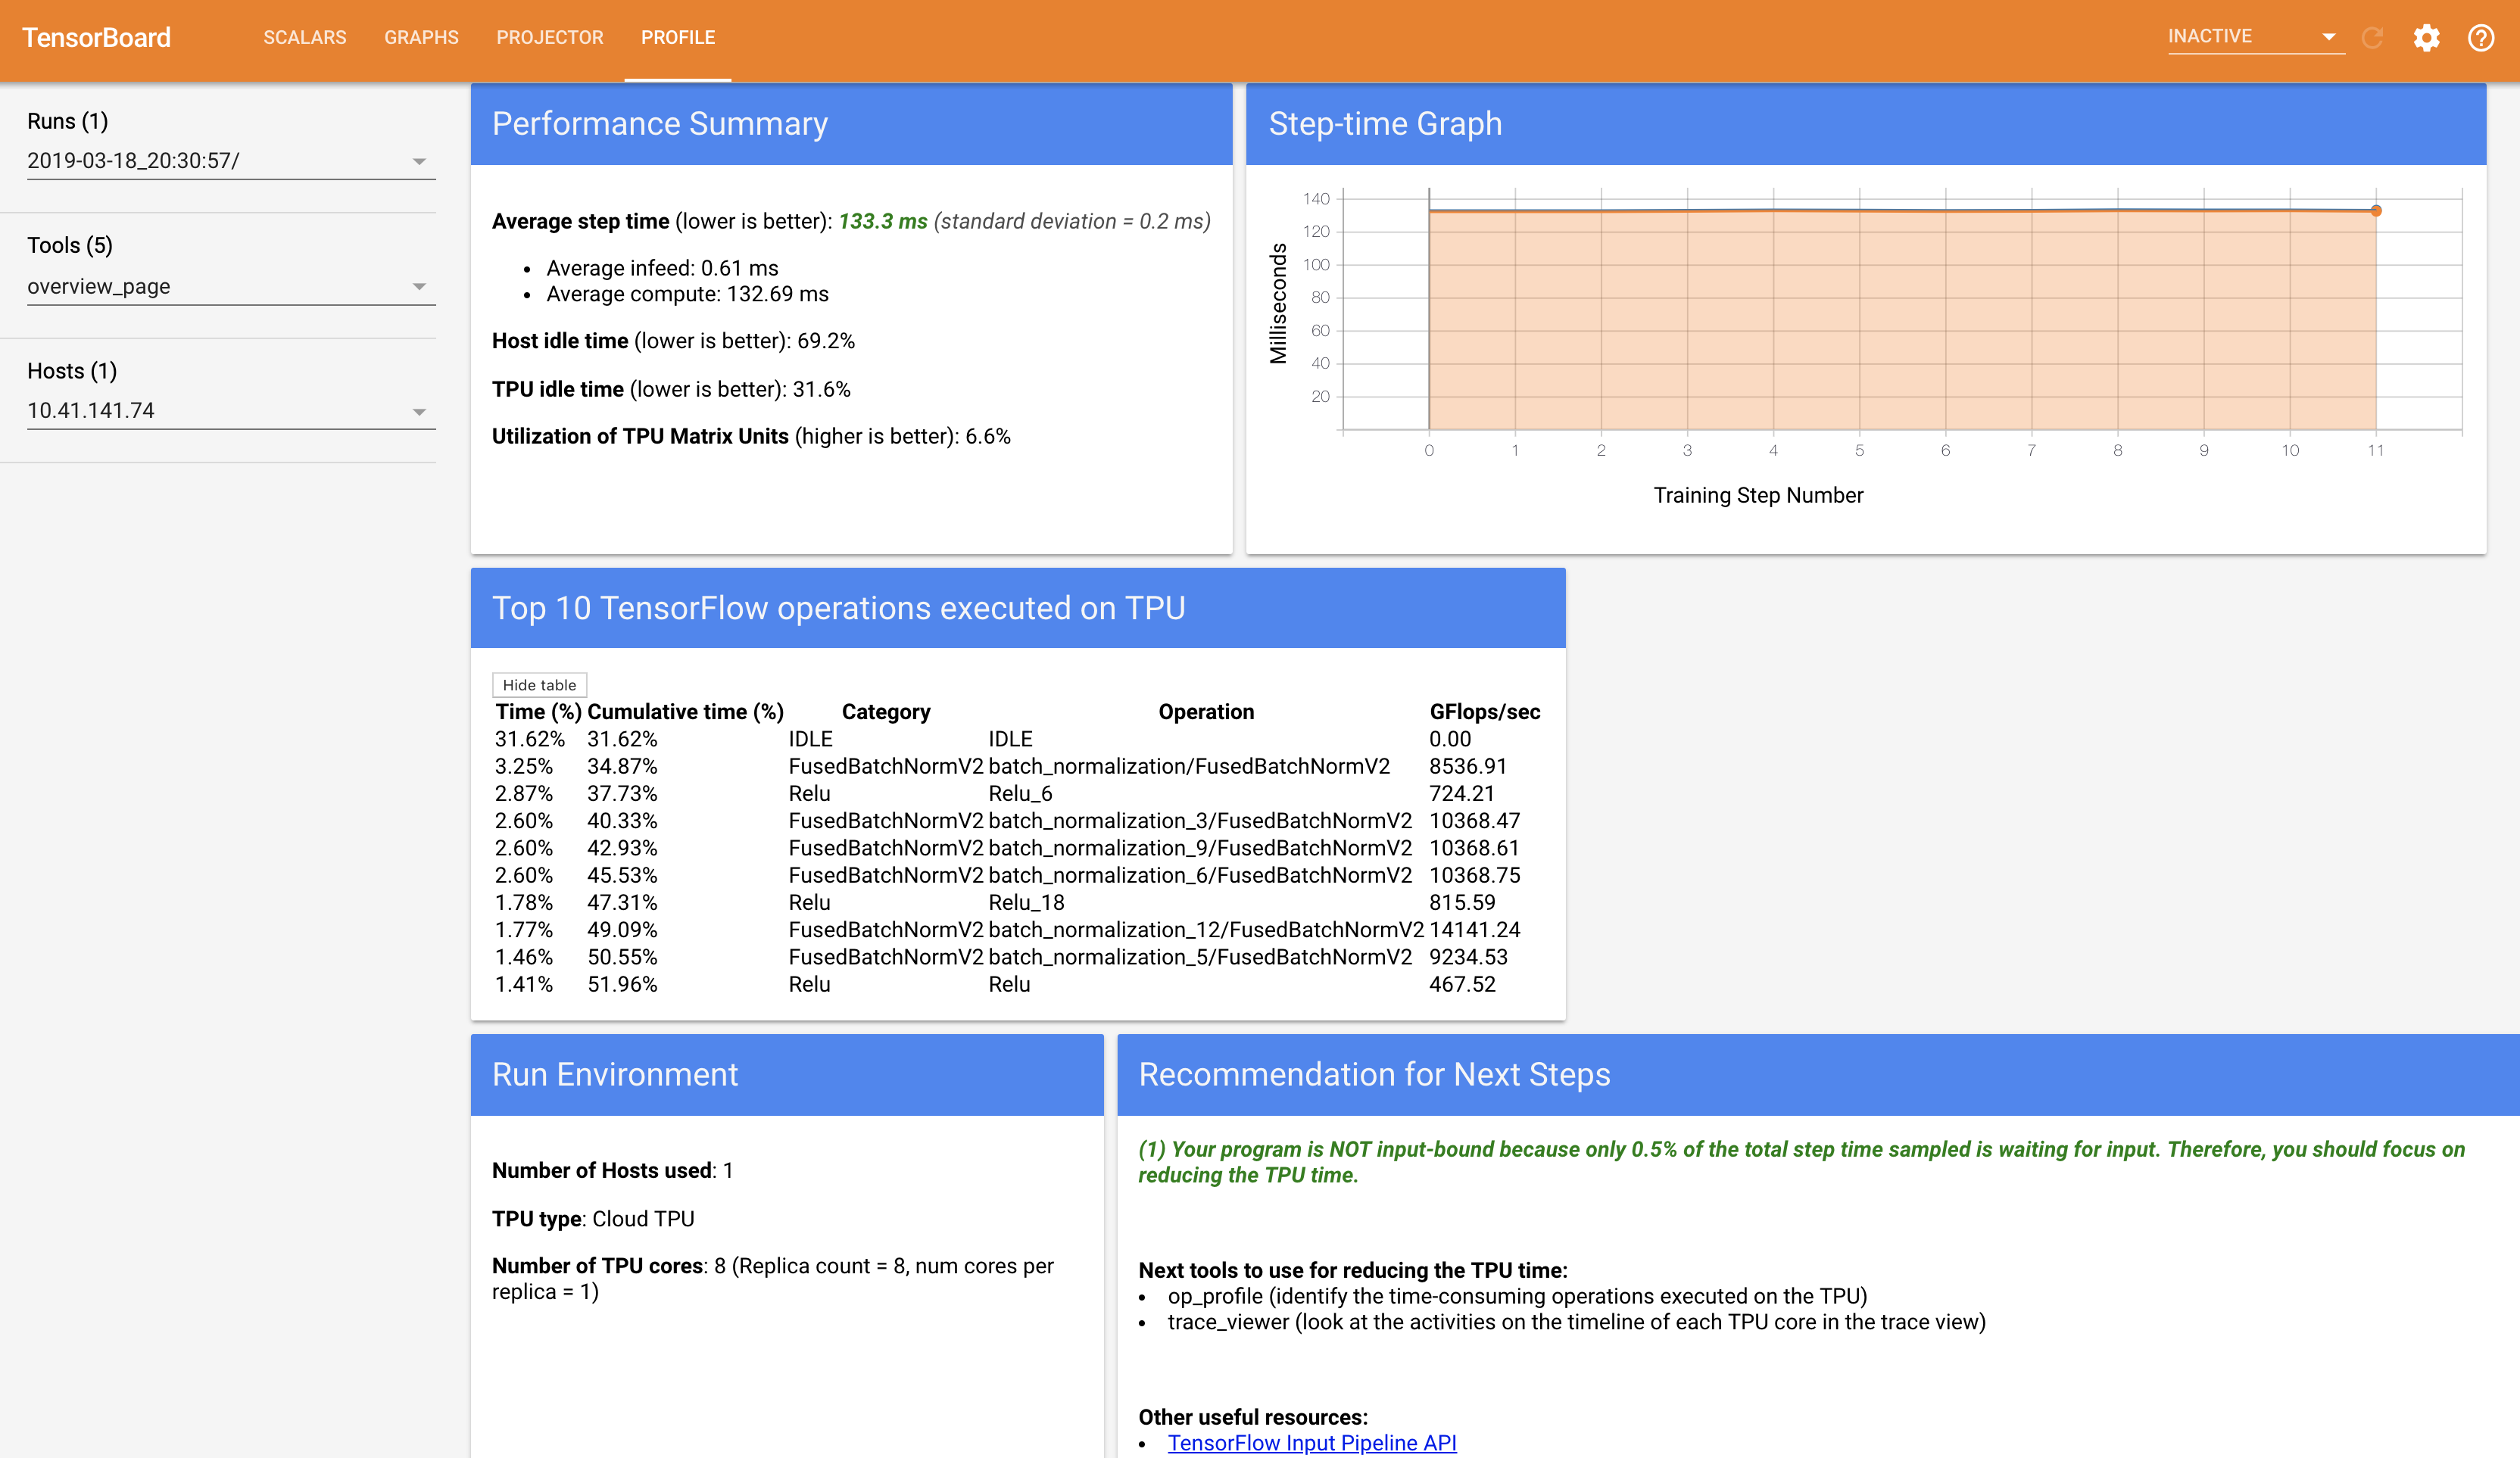 TensorBoard SCALARS GRAPHS PROJECTOR PROFILE INACTIVE
Runs (1)
2019-03-18_20:30:57/
Tools (5)
overview_page
Hosts (1)
10.41.141.74
Performance Summary
Average step time (lower is better): 133.3 ms (standard deviation = 0.2 ms)
• Average infeed: 0.61 ms
• Average compute: 132.69 ms
Host idle time (lower is better): 69.2%
TPU idle time (lower is better): 31.6%
Utilization of TPU Matrix Units (higher is better): 6.6%
Step-time Graph
Milliseconds
140
120
100
80
60
40
20
0 1 2 3 4 5 6 7 8 9 10 11
Training Step Number
Top 10 TensorFlow operations executed on TPU
Hide table
Time (%) Cumulative time (%) Category Operation GFlops/sec
31.62% 31.62% IDLE IDLE 0.00
3.25% 34.87% FusedBatchNormV2 batch_normalization/FusedBatchNormV2 8536.91
2.87% 37.73% Relu Relu_6 724.21
2.60% 40.33% FusedBatchNormV2 batch_normalization_3/FusedBatchNormV2 10368.47
2.60% 42.93% FusedBatchNormV2 batch_normalization_9/FusedBatchNormV2 10368.61
2.60% 45.53% FusedBatchNormV2 batch_normalization_6/FusedBatchNormV2 10368.75
1.78% 47.31% Relu Relu_18 815.59
1.77% 49.09% FusedBatchNormV2 batch_normalization_12/FusedBatchNormV2 14141.24
1.46% 50.55% FusedBatchNormV2 batch_normalization_5/FusedBatchNormV2 9234.53
1.41% 51.96% Relu Relu 467.52
Run Environment
Number of Hosts used: 1
TPU type: Cloud TPU
Number of TPU cores: 8 (Replica count = 8, num cores per
replica = 1)
Recommendation for Next Steps
(1) Your program is NOT input-bound because only 0.5% of the total step time sampled is waiting for input. Therefore, you should focus on
reducing the TPU time.
Next tools to use for reducing the TPU time:
• op_profile (identify the time-consuming operations executed on the TPU)
• trace_viewer (look at the activities on the timeline of each TPU core in the trace view)
Other useful resources:
• TensorFlow Input Pipeline API